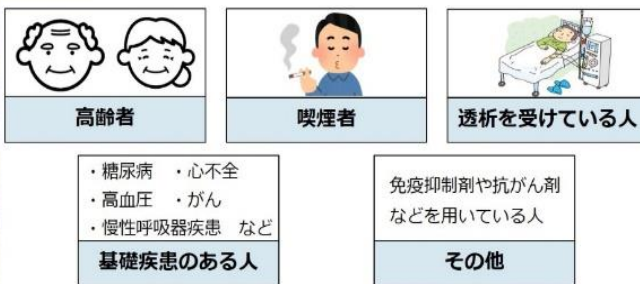 高齢者
喫煙者
透析を受けている人
・糖尿病 ・心不全
・高血圧 ・がん
・慢性呼吸器疾患 など
基礎疾患のある人
免疫抑制剤や抗がん剤
などを用いている人
その他